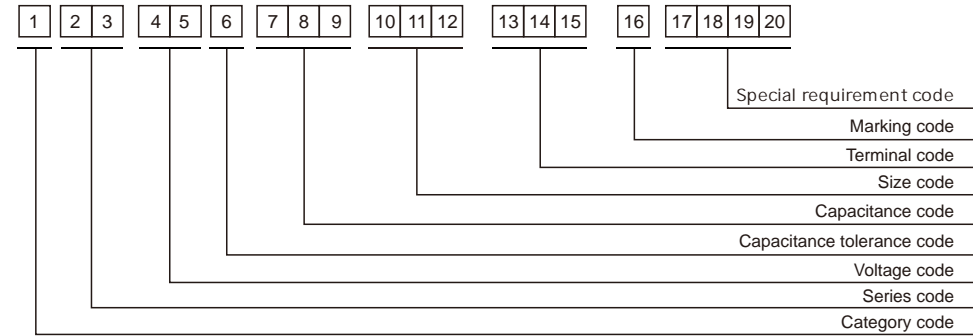 1 2 3 4 5 6 7 8 9 10 11 12 13 14 15 16 17 18 19 20
Special requirement code
Marking code
Terminal code
Size code
Capacitance code
Capacitance tolerance code
Voltage code
Series code
Category code